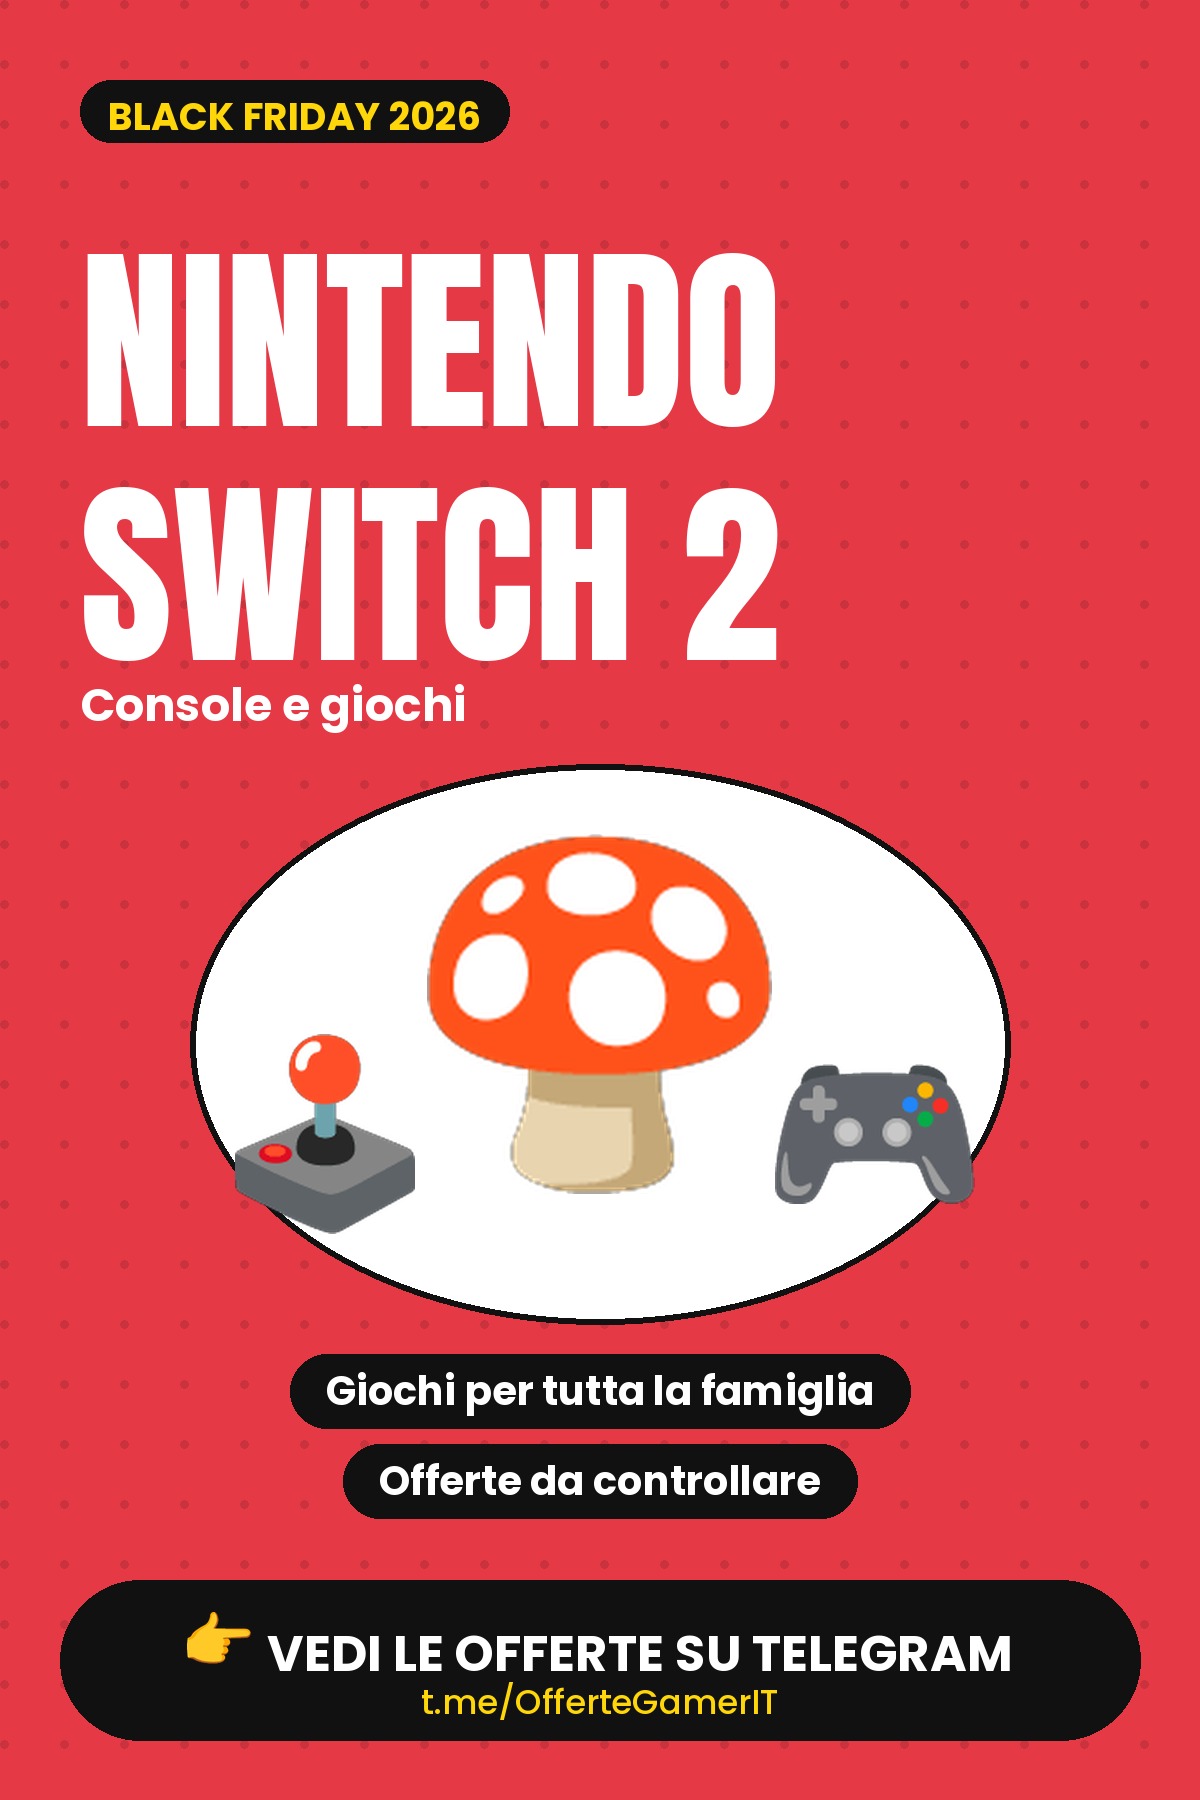 BLACK FRIDAY 2026
NINTENDO
SWITCH 2
Console e giochi
Giochi per tutta la famiglia
Offerte da controllare
👉 VEDI LE OFFERTE SU TELEGRAM
t.me/OfferteGamerIT